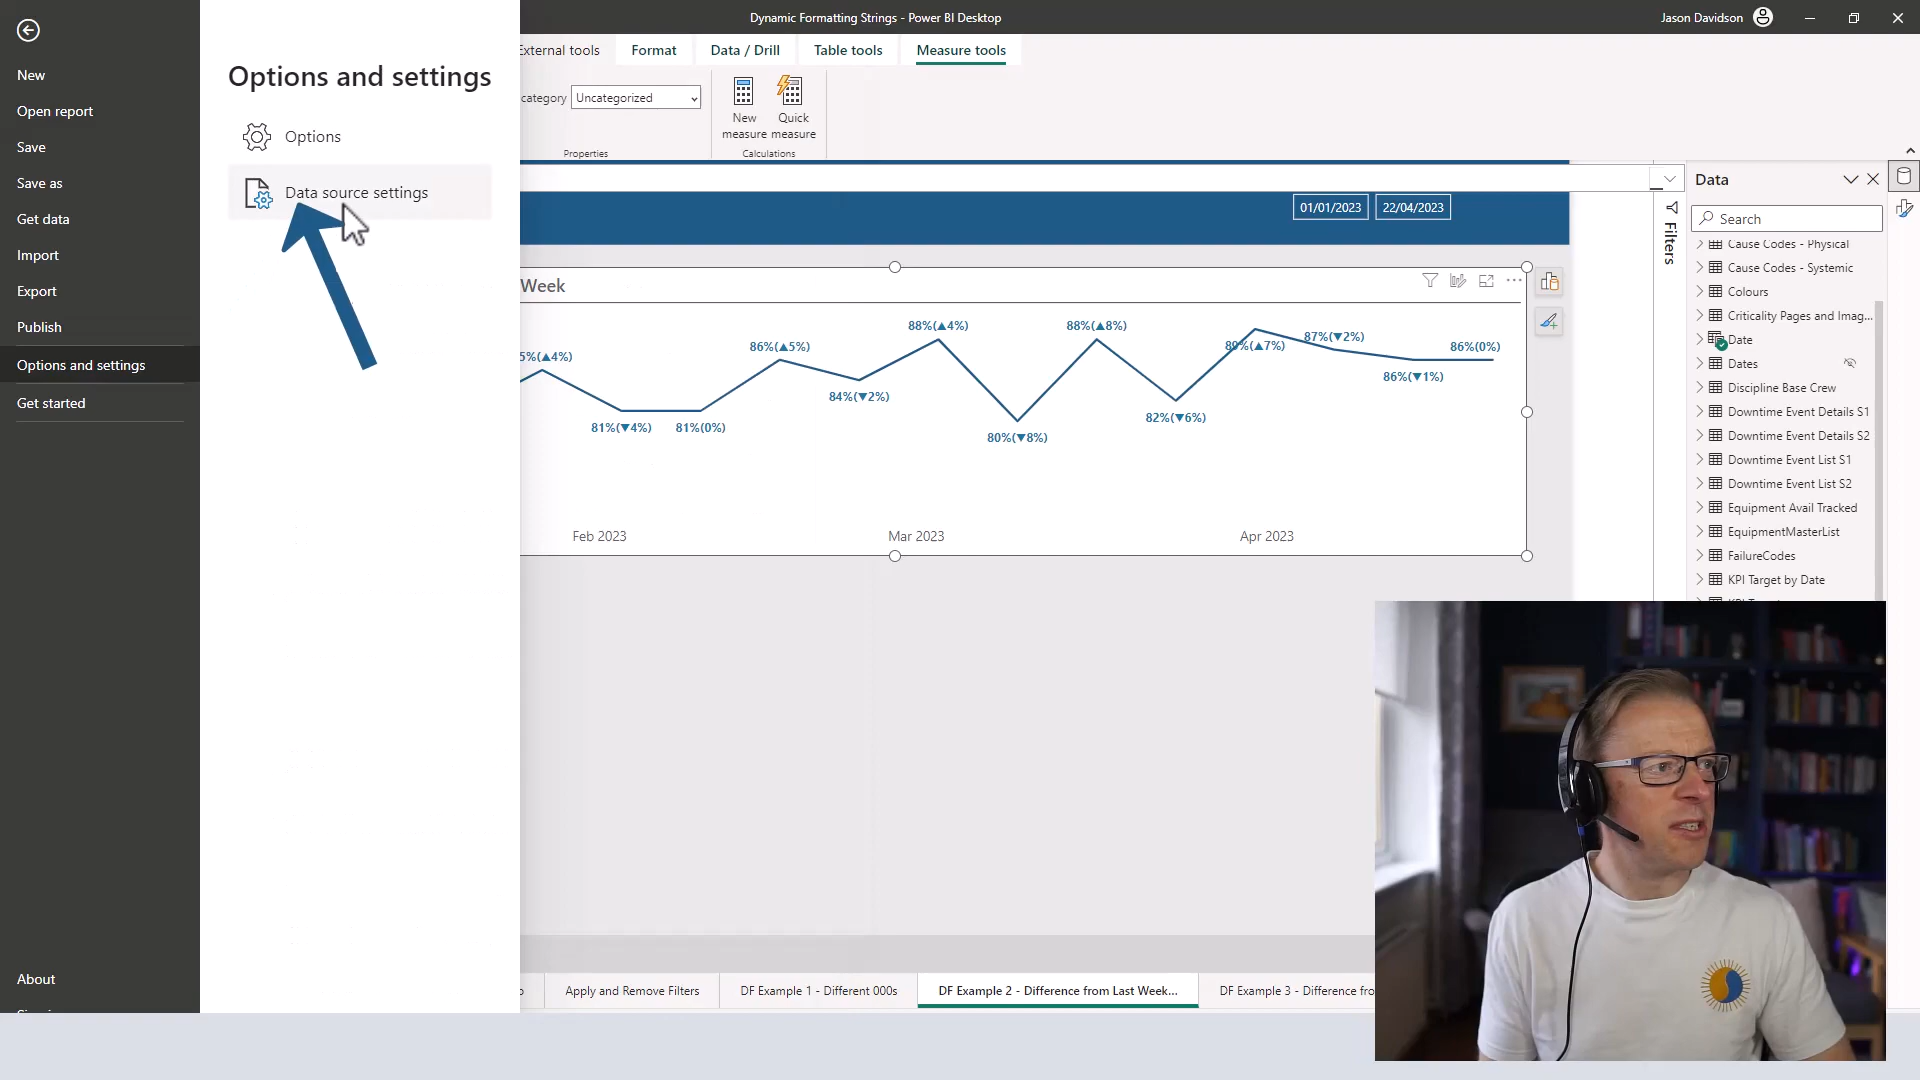 Dynamic Formatting Strings - Power BI Desktop
Jason Davidson
New
Open report
Save
Save as
Get data
Import
Export
Publish
Options and settings
Get started
About
Options and settings
Options
Data source settings
External tools
Format
Data / Drill
Table tools
Measure tools
category
Uncategorized
New
measure
Quick
measure
Properties
Calculations
01/01/2023
22/04/2023
Week
5%(▲4%)
81%(▼4%)
81%(0%)
86%(▲5%)
84%(▼2%)
88%(▲4%)
80%(▼8%)
88%(▲8%)
82%(▼6%)
89%(▲7%)
87%(▼2%)
86%(▼1%)
86%(0%)
Feb 2023
Mar 2023
Apr 2023
Filters
Data
Search
Cause Codes - Physical
Cause Codes - Systemic
Colours
Criticality Pages and Imag...
Date
Dates
Discipline Base Crew
Downtime Event Details S1
Downtime Event Details S2
Downtime Event List S1
Downtime Event List S2
Equipment Avail Tracked
EquipmentMasterList
FailureCodes
KPI Target by Date
Apply and Remove Filters
DF Example 1 - Different 000s
DF Example 2 - Difference from Last Week...
DF Example 3 - Difference fro